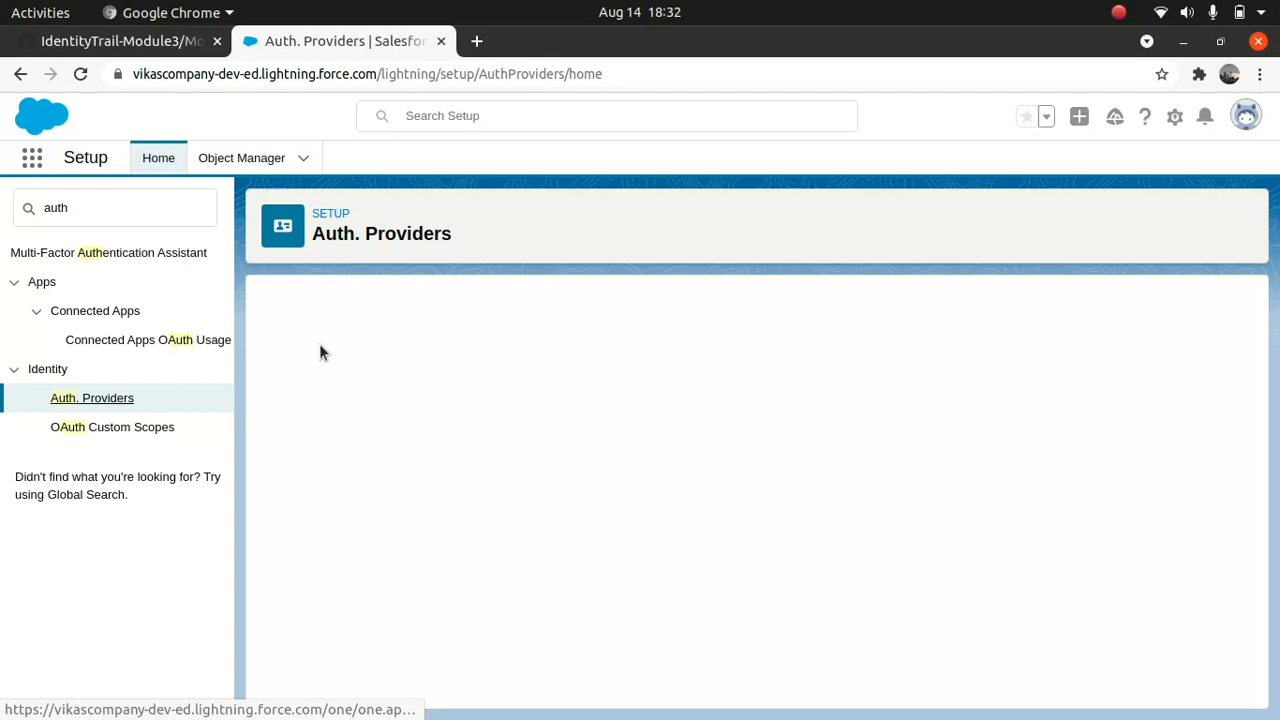 Activities
Google Chrome
Aug 14 18:32
IdentityTrail-Module3/Mo
Auth. Providers | Salesfor
vikascompany-dev-ed.lightning.force.com/lightning/setup/AuthProviders/home
Search Setup
Setup
Home
Object Manager
auth
Multi-Factor Authentication Assistant
Apps
Connected Apps
Connected Apps OAuth Usage
Identity
Auth. Providers
OAuth Custom Scopes
Didn't find what you're looking for? Try
using Global Search.
SETUP
Auth. Providers
https://vikascompany-dev-ed.lightning.force.com/one/one.ap...